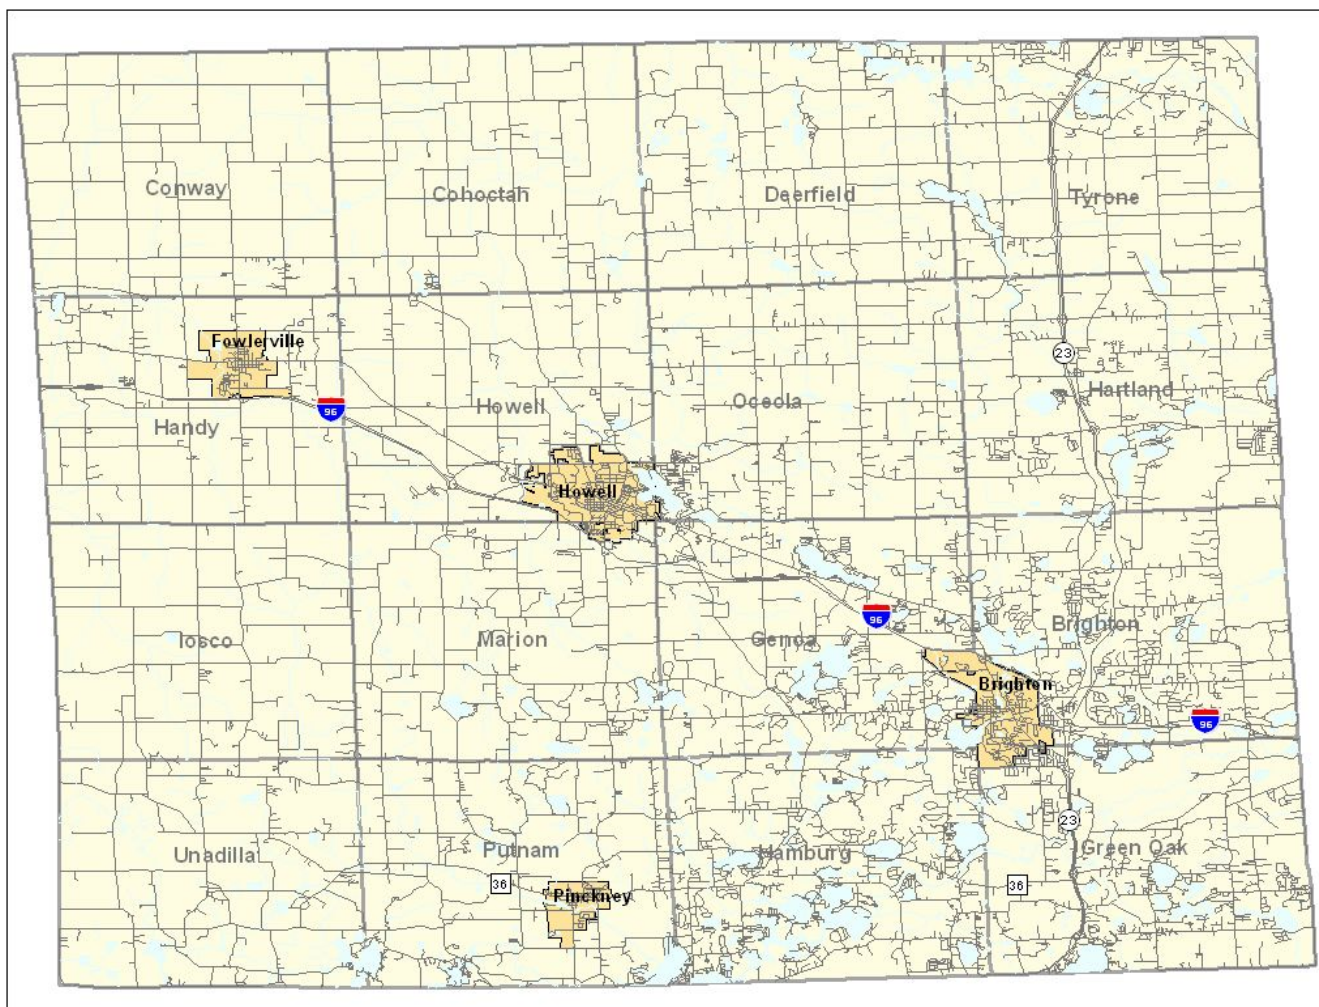 Conway
Cohoctah
Deerfield
Tyrone
Fowlerville
23
96
Handy
Howell
Oceola
Hartland
Howell
Iosco
Marion
Genoa
96
Brighton
Brighton
96
23
Unadilla
Putnam
Hamburg
Green Oak
36
36
Pinckney